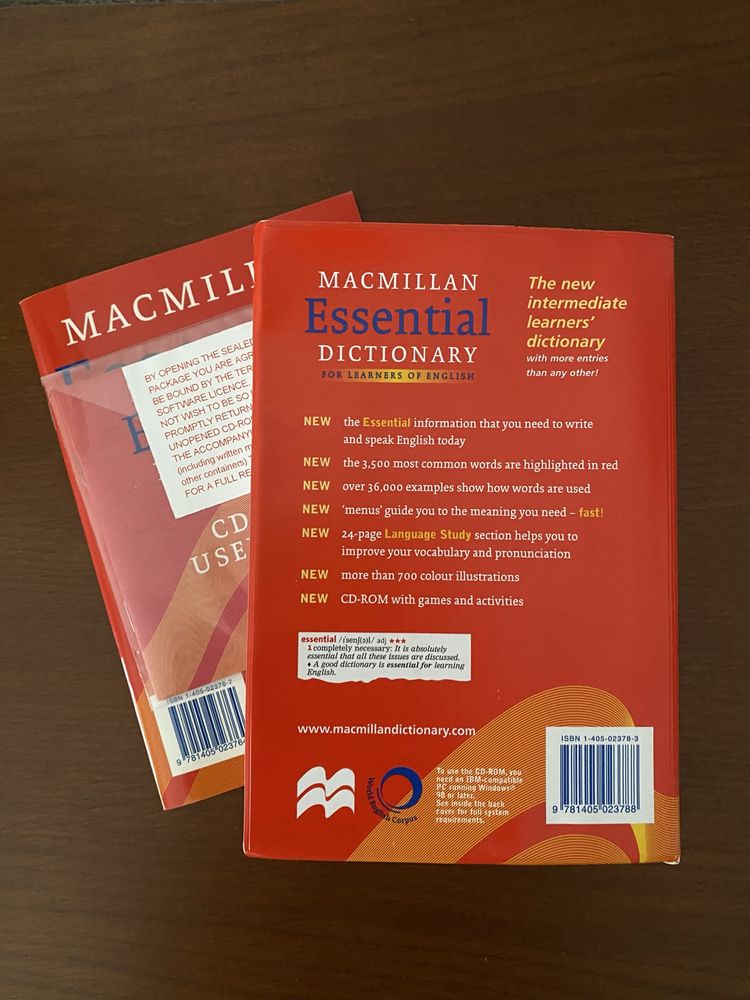 MACMILLAN
Essential
DICTIONARY
FOR LEARNERS OF ENGLISH
The new
intermediate
learners'
dictionary
with more entries
than any other!
NEW the Essential information that you need to write
and speak English today
NEW the 3,500 most common words are highlighted in red
NEW over 36,000 examples show how words are used
NEW 'menus' guide you to the meaning you need – fast!
NEW 24-page Language Study section helps you to
improve your vocabulary and pronunciation
NEW more than 700 colour illustrations
NEW CD-ROM with games and activities
essential /ɪˈsenʃ(ə)l/ adj ★★★
1 completely necessary: It is absolutely
essential that all these issues are discussed.
♦ A good dictionary is essential for learning
English.
www.macmillandictionary.com
World English Corpus
To use the CD-ROM, you
need an IBM-compatible
PC running Windows®
98 or later.
See inside the back
cover for full system
requirements.
ISBN 1-405-02378-3
9 781405 023788
MACMILL
BY OPENING THE SEALED
PACKAGE YOU ARE AGR
BE BOUND BY THE TER
SOFTWARE LICENCE.
NOT WISH TO BE SO
PROMPTLY RETURN
UNOPENED CD-RO
THE ACCOMPANY
(including written m
other containers)
FOR A FULL RE
CD
USE
ISBN 1-405-02376-7
9 781405 02376